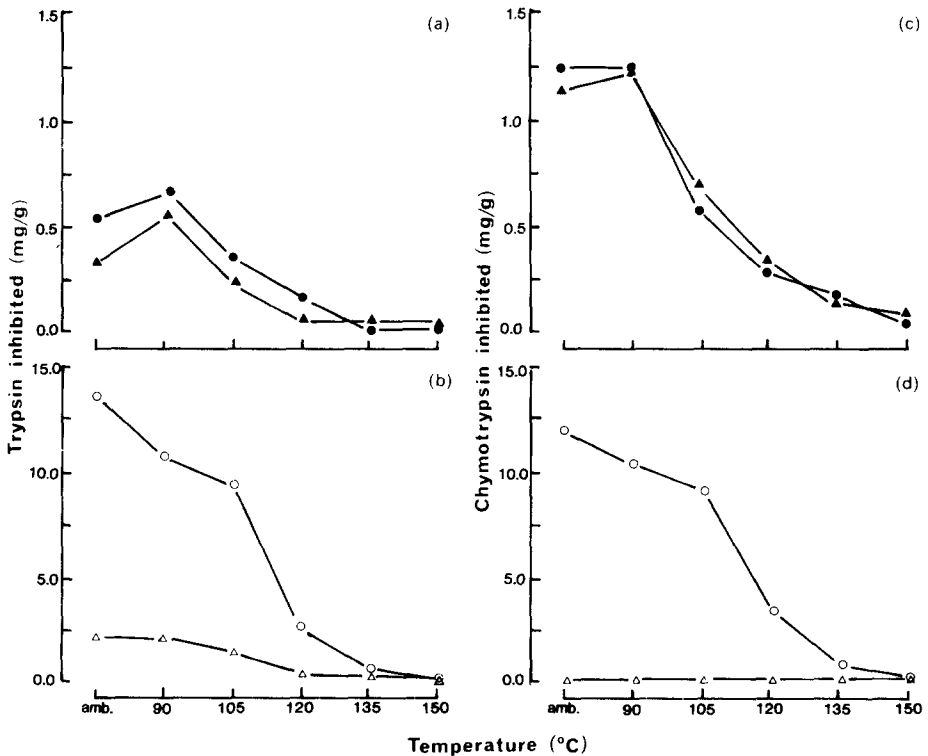 (a)
1.5
1.0
0.5
0.0
(c)
1.5
1.0
0.5
0.0
Trypsin inhibited (mg/g)
Chymotrypsin inhibited (mg/g)
(b)
15.0
10.0
5.0
0.0
amb. 90 105 120 135 150
(d)
15.0
10.0
5.0
0.0
amb. 90 105 120 135 150
Temperature (°C)